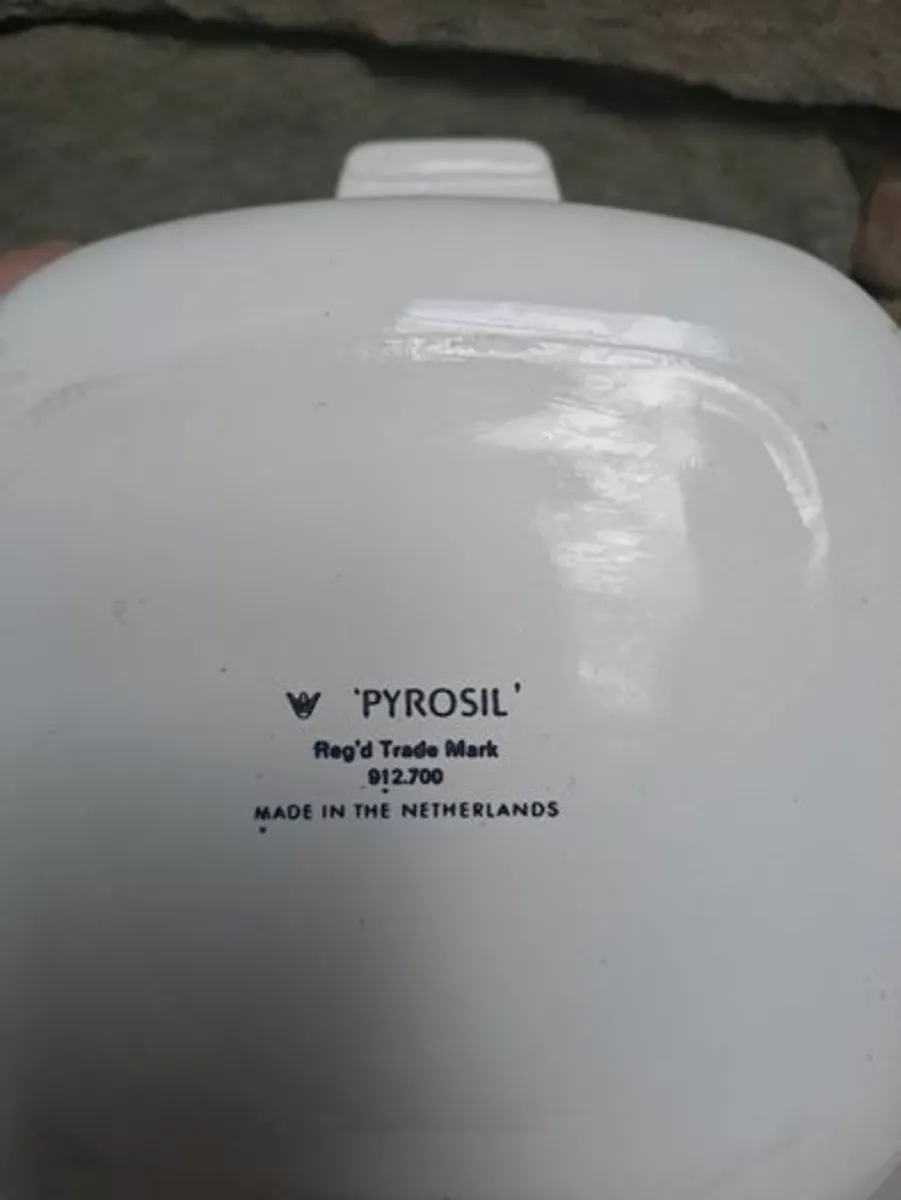 'PYROSIL'
Reg'd Trade Mark
912.700
MADE IN THE NETHERLANDS